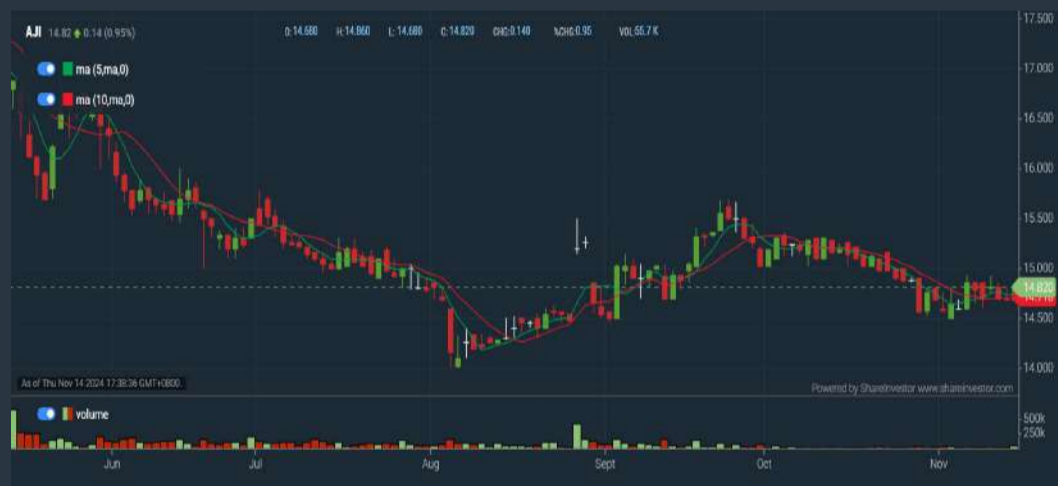 AJI 14.82 0.14 (0.95%) O:14.680 H:14.860 L: 14.680 C:14.820 CHG:0.140 %CHG:0.95 VOL:55.7 K
ma (5,ma,0)
ma (10,ma,0)
17.500
17.000
16.500
16.000
15.500
15.000
14.820
14.500
14.000
As of Thu Nov 14 2024 17:38:36 GMT+0800.
Powered by ShareInvestor www.shareinvestor.com
volume
500k
250k
Jun Jul Aug Sept Oct Nov